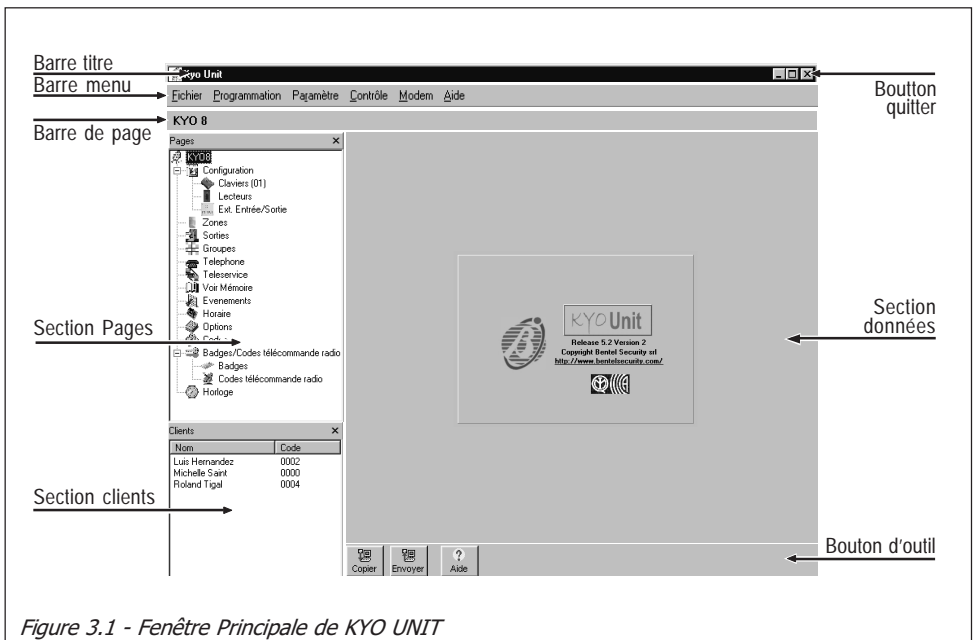 Barre titre
Kyo Unit
Barre menu
Fichier Programmation Paramètre Contrôle Modem Aide
Boutton
quitter
Barre de page
KYO 8
Pages
KYO8
Configuration
Claviers (01)
Lecteurs
Ext. Entrée/Sortie
Zones
Sorties
Groupes
Telephone
Teleservice
Voir Mémoire
Evenements
Horaire
Options
Badges/Codes télécommande radio
Badges
Codes télécommande radio
Horloge
Section Pages
KYO Unit
Release 5.2 Version 2
Copyright Bentel Security srl
http://www.bentelsecurity.com/
Section
données
Clients
Nom Code
Luis Hernandez 0002
Michelle Saint 0000
Roland Tigal 0004
Section clients
Copier Envoyer Aide
Bouton d'outil
Figure 3.1 - Fenêtre Principale de KYO UNIT